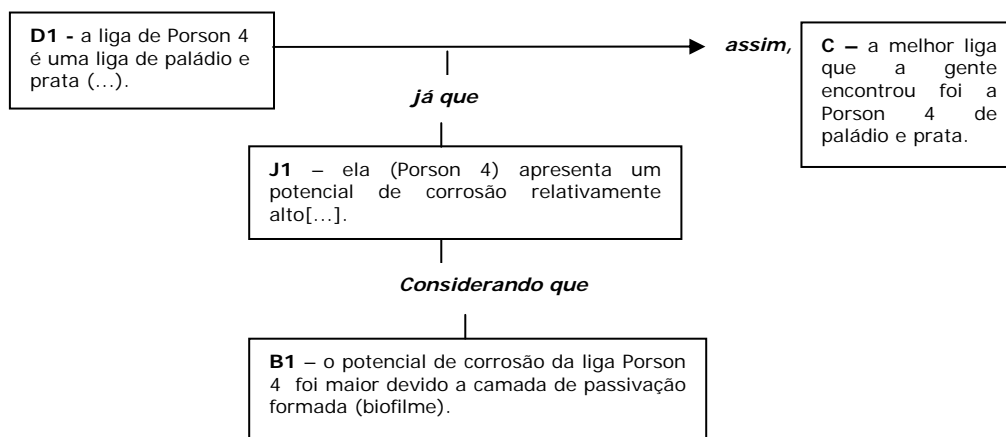 D1 - a liga de Porson 4
é uma liga de paládio e
prata (...).
assim,
C – a melhor liga
que a gente
encontrou foi a
Porson 4 de
paládio e prata.
já que
J1 – ela (Porson 4) apresenta um
potencial de corrosão relativamente
alto[...].
Considerando que
B1 – o potencial de corrosão da liga Porson
4 foi maior devido a camada de passivação
formada (biofilme).